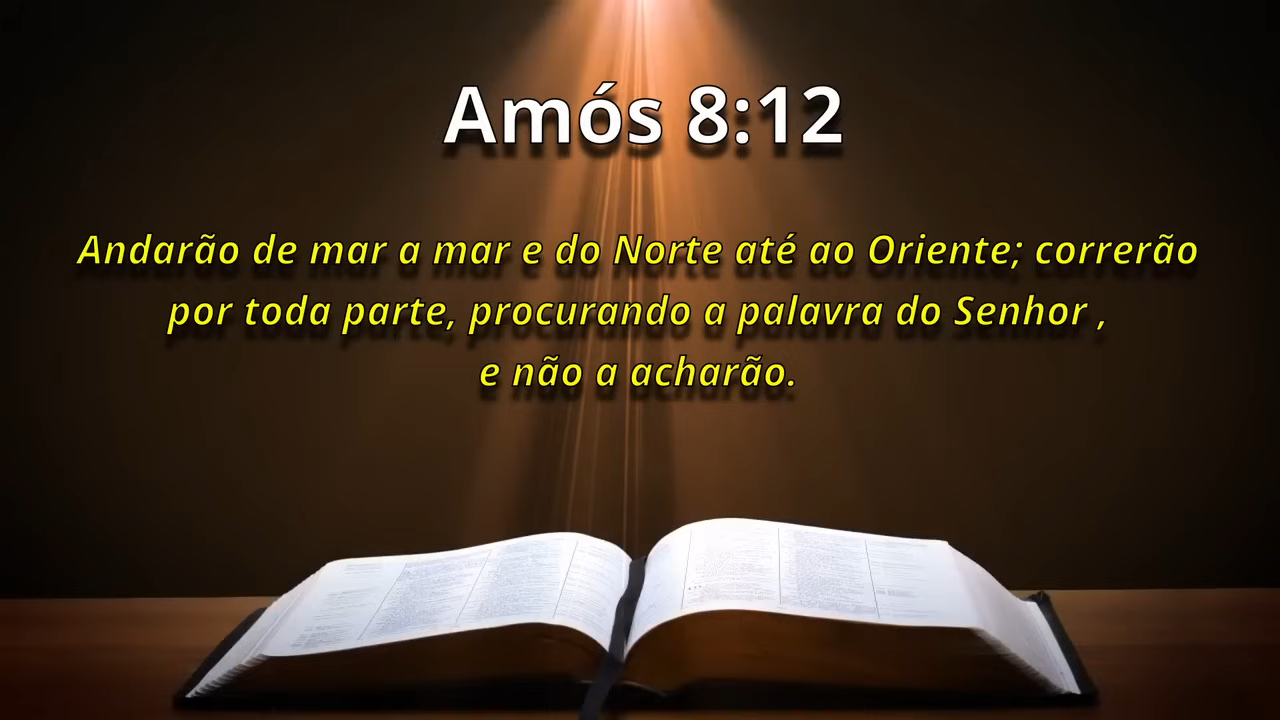 Amós 8:12
Andarão de mar a mar e do Norte até ao Oriente; correrão
por toda parte, procurando a palavra do Senhor ,
e não a acharão.